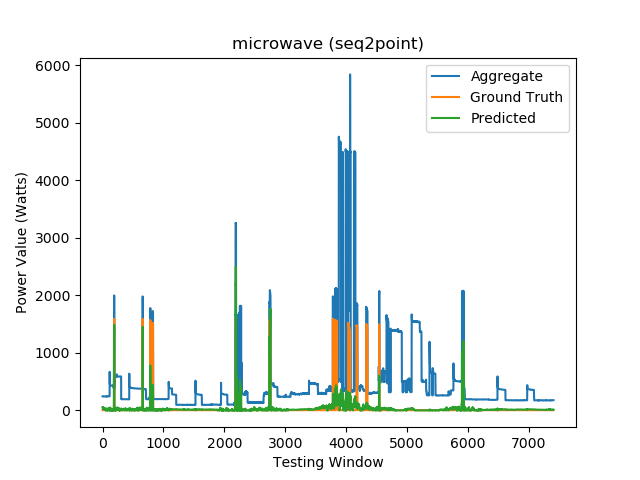 microwave (seq2point)
Aggregate
Ground Truth
Predicted
Power Value (Watts)
6000
5000
4000
3000
2000
1000
0
0 1000 2000 3000 4000 5000 6000 7000
Testing Window